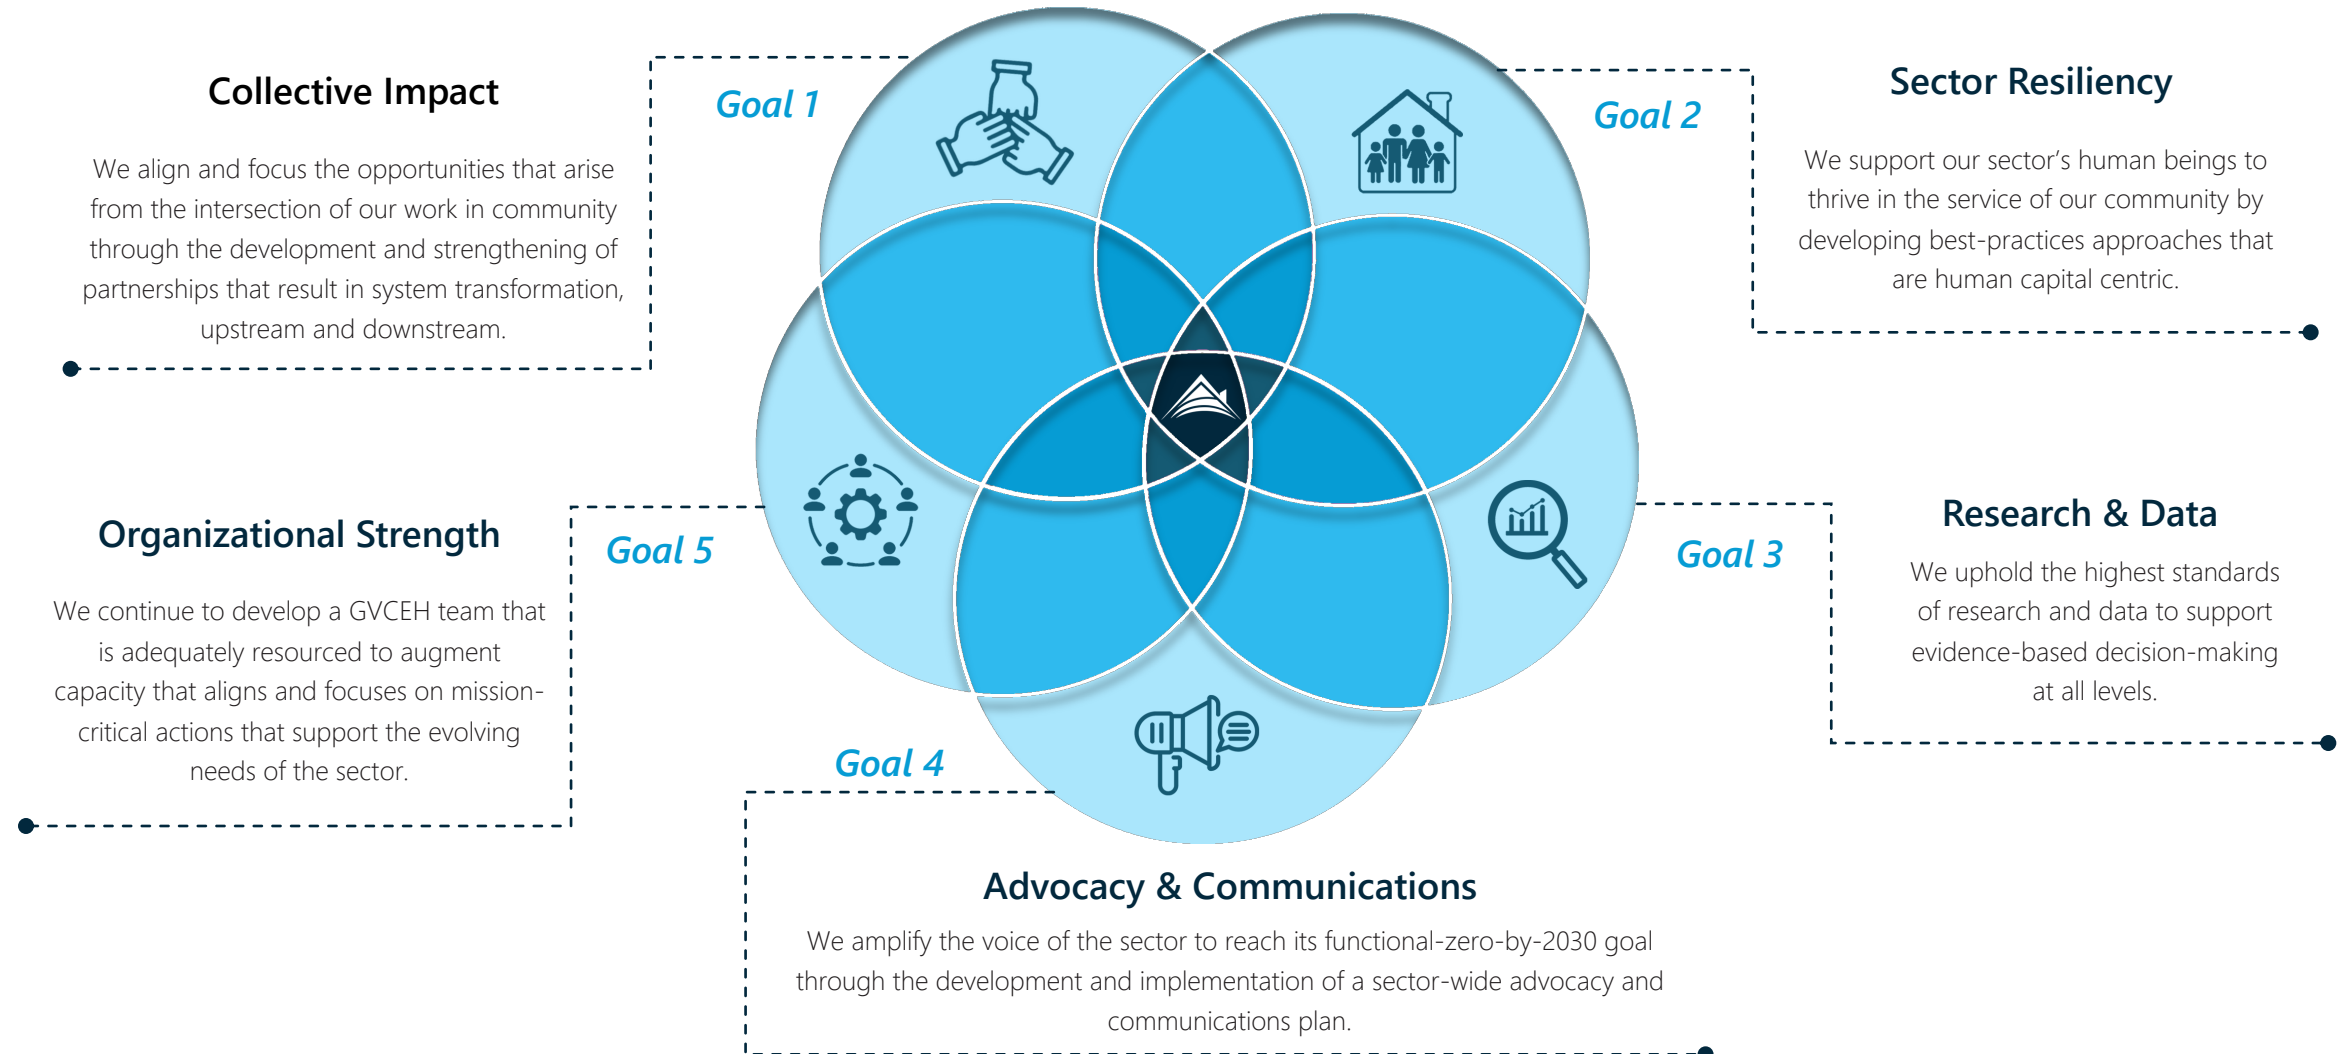 Goal 1
Collective Impact
We align and focus the opportunities that arise
from the intersection of our work in community
through the development and strengthening of
partnerships that result in system transformation,
upstream and downstream.
Goal 2
Sector Resiliency
We support our sector’s human beings to
thrive in the service of our community by
developing best-practices approaches that
are human capital centric.
Goal 3
Research & Data
We uphold the highest standards
of research and data to support
evidence-based decision-making
at all levels.
Goal 4
Advocacy & Communications
We amplify the voice of the sector to reach its functional-zero-by-2030 goal
through the development and implementation of a sector-wide advocacy and
communications plan.
Goal 5
Organizational Strength
We continue to develop a GVCEH team that
is adequately resourced to augment
capacity that aligns and focuses on mission-
critical actions that support the evolving
needs of the sector.